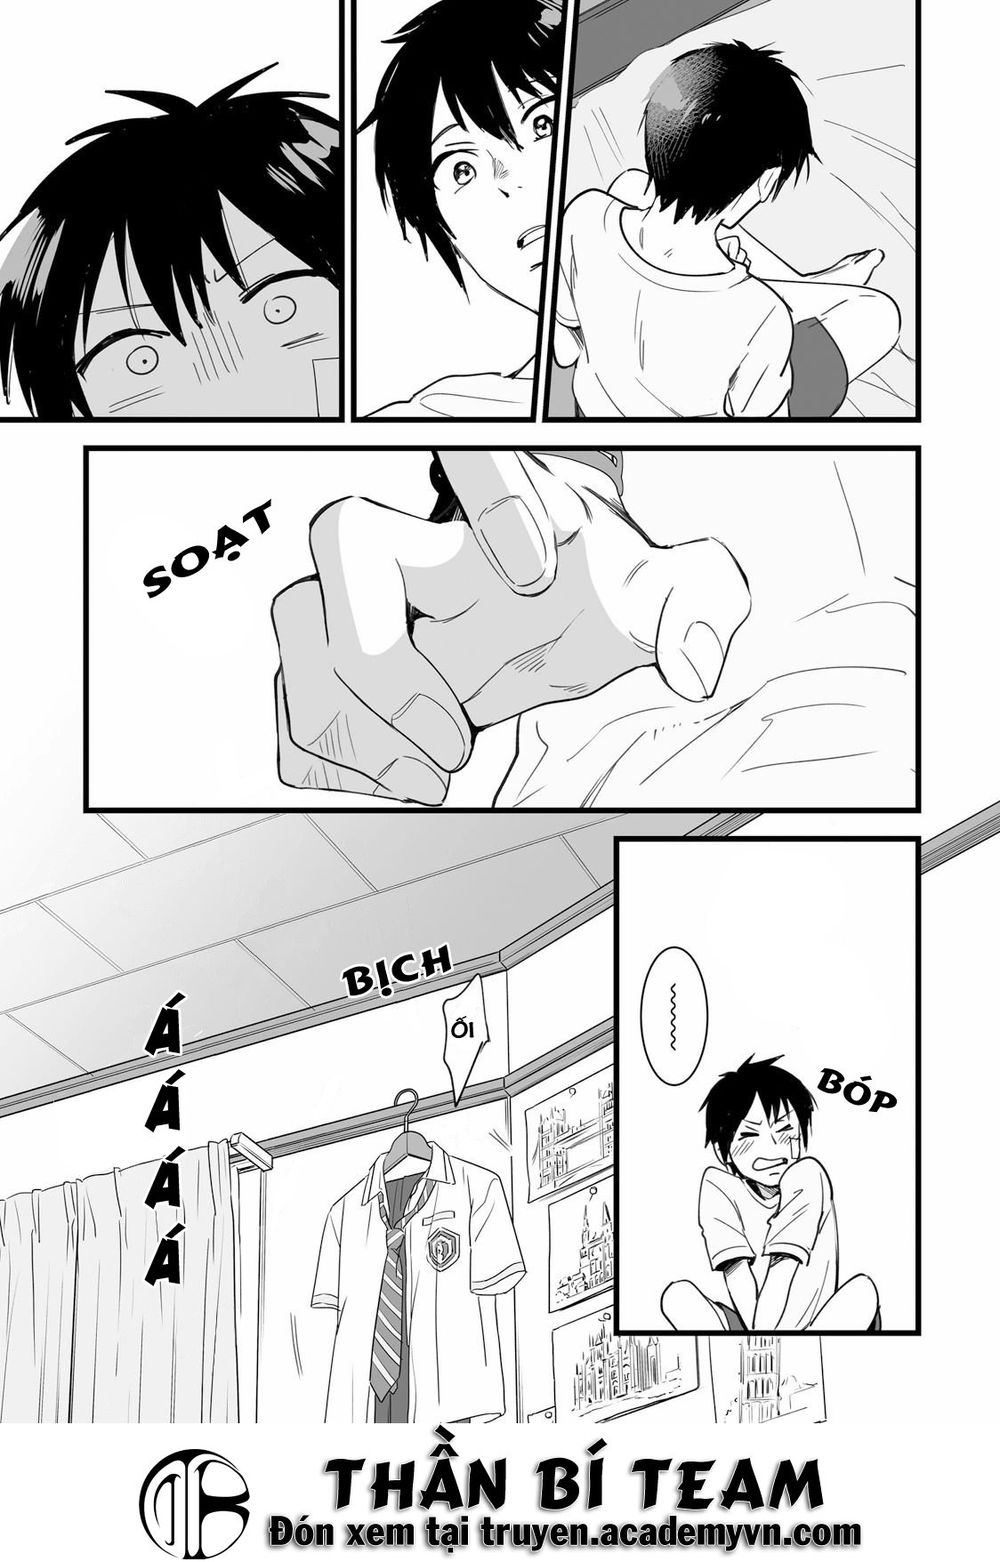 SOẠT
BÓP
BỊCH
ỐI
Á
Á
Á
Á
Á
THẦN BÍ TEAM
Đón xem tại truyen.academyvn.com